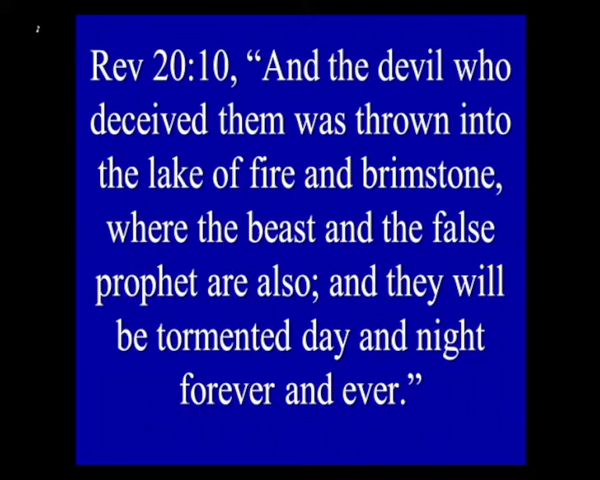 Rev 20:10, “And the devil who
deceived them was thrown into
the lake of fire and brimstone,
where the beast and the false
prophet are also; and they will
be tormented day and night
forever and ever.”